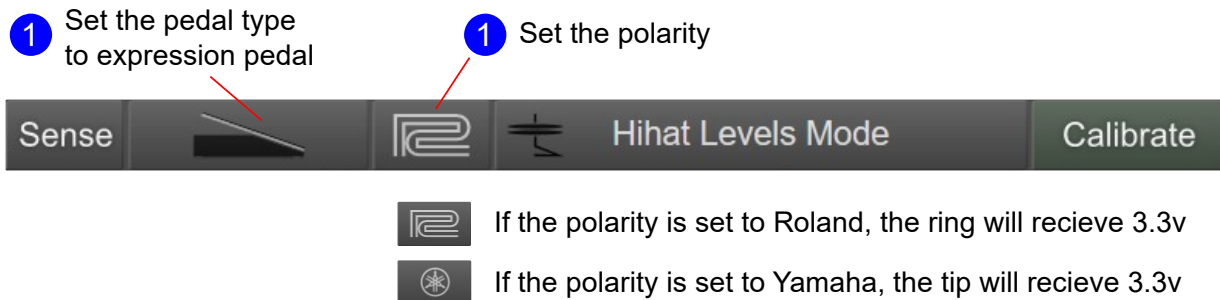 1 Set the pedal type
to expression pedal
1 Set the polarity
Sense Hihat Levels Mode Calibrate
If the polarity is set to Roland, the ring will recieve 3.3v
If the polarity is set to Yamaha, the tip will recieve 3.3v